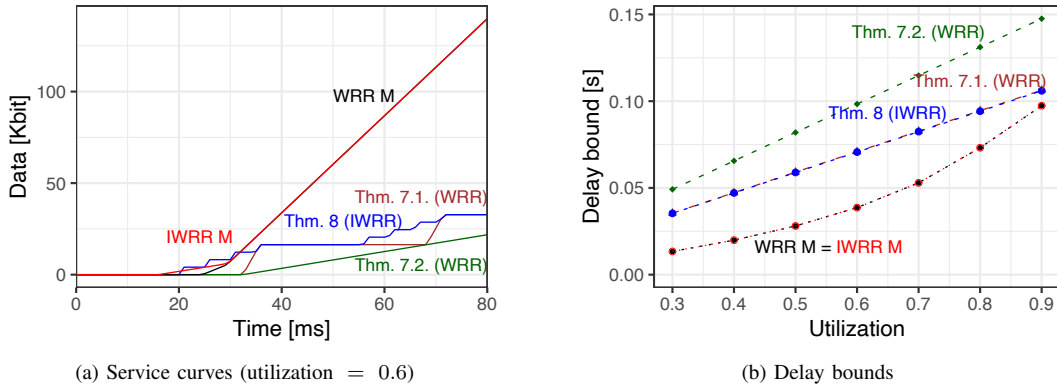 Data [Kbit]
100
50
0
WRR M
Thm. 7.1. (WRR)
IWRR M
Thm. 8 (IWRR)
Thm. 7.2. (WRR)
0 20 40 60 80
Time [ms]
(a) Service curves (utilization = 0.6)
Delay bound [s]
0.15
0.10
0.05
0.00
Thm. 7.2. (WRR)
Thm. 7.1. (WRR)
Thm. 8 (IWRR)
WRR M = IWRR M
0.3 0.4 0.5 0.6 0.7 0.8 0.9
Utilization
(b) Delay bounds